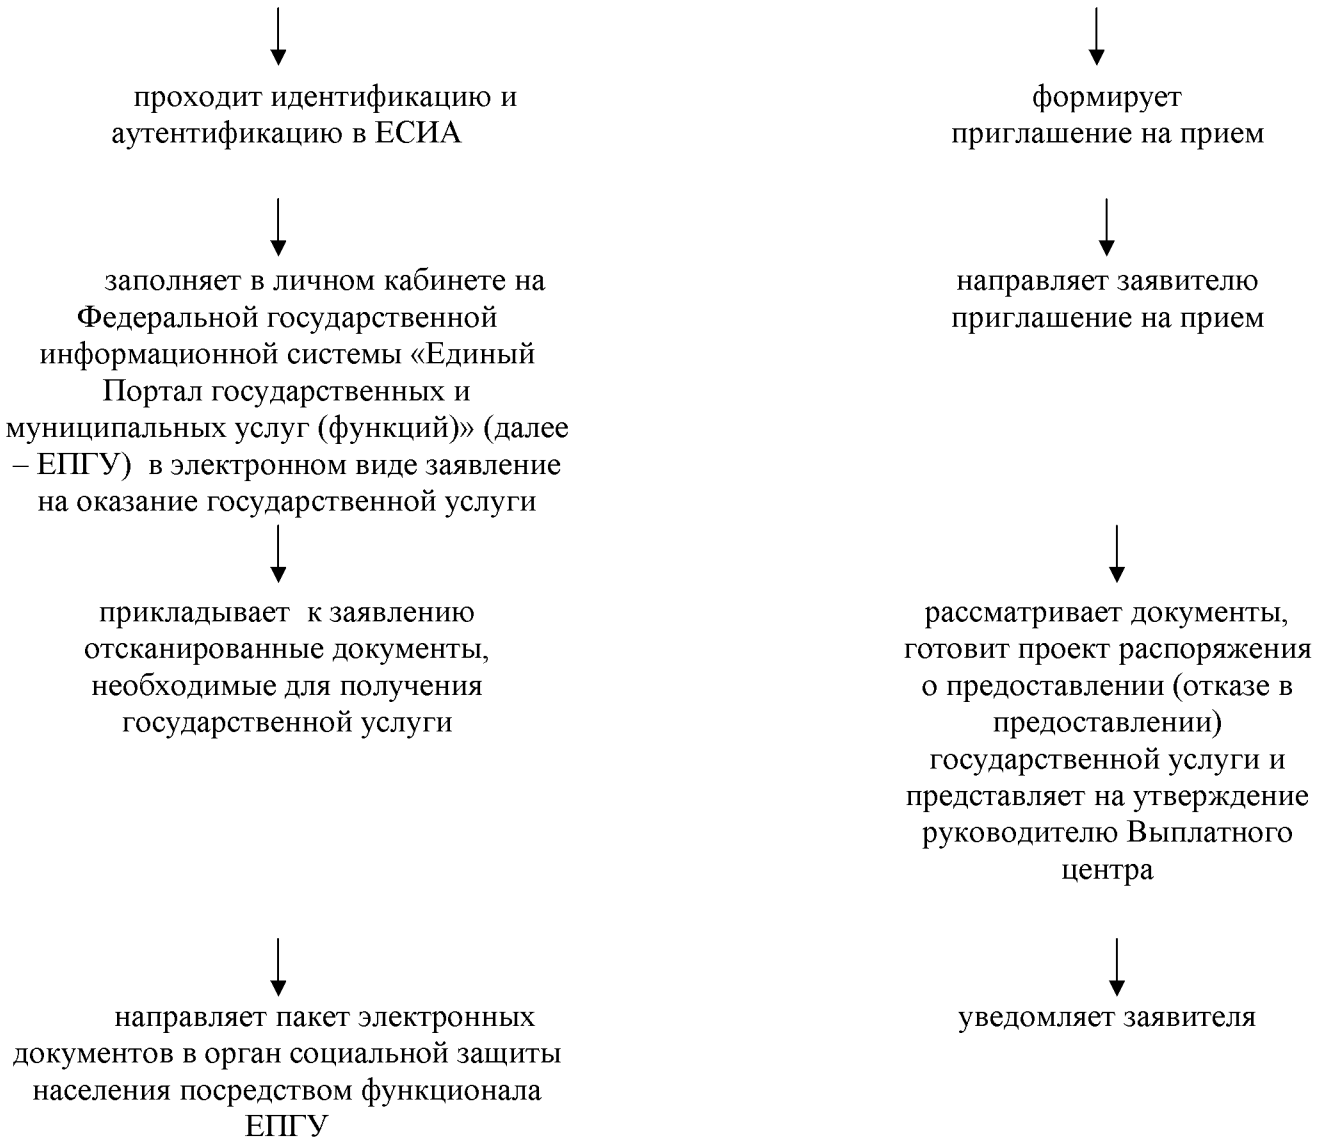 проходит идентификацию и
аутентификацию в ЕСИА
заполняет в личном кабинете на
Федеральной государственной
информационной системы «Единый
Портал государственных и
муниципальных услуг (функций)» (далее
– ЕПГУ) в электронном виде заявление
на оказание государственной услуги
прикладывает к заявлению
отсканированные документы,
необходимые для получения
государственной услуги
направляет пакет электронных
документов в орган социальной защиты
населения посредством функционала
ЕПГУ
формирует
приглашение на прием
направляет заявителю
приглашение на прием
рассматривает документы,
готовит проект распоряжения
о предоставлении (отказе в
предоставлении)
государственной услуги и
представляет на утверждение
руководителю Выплатного
центра
уведомляет заявителя